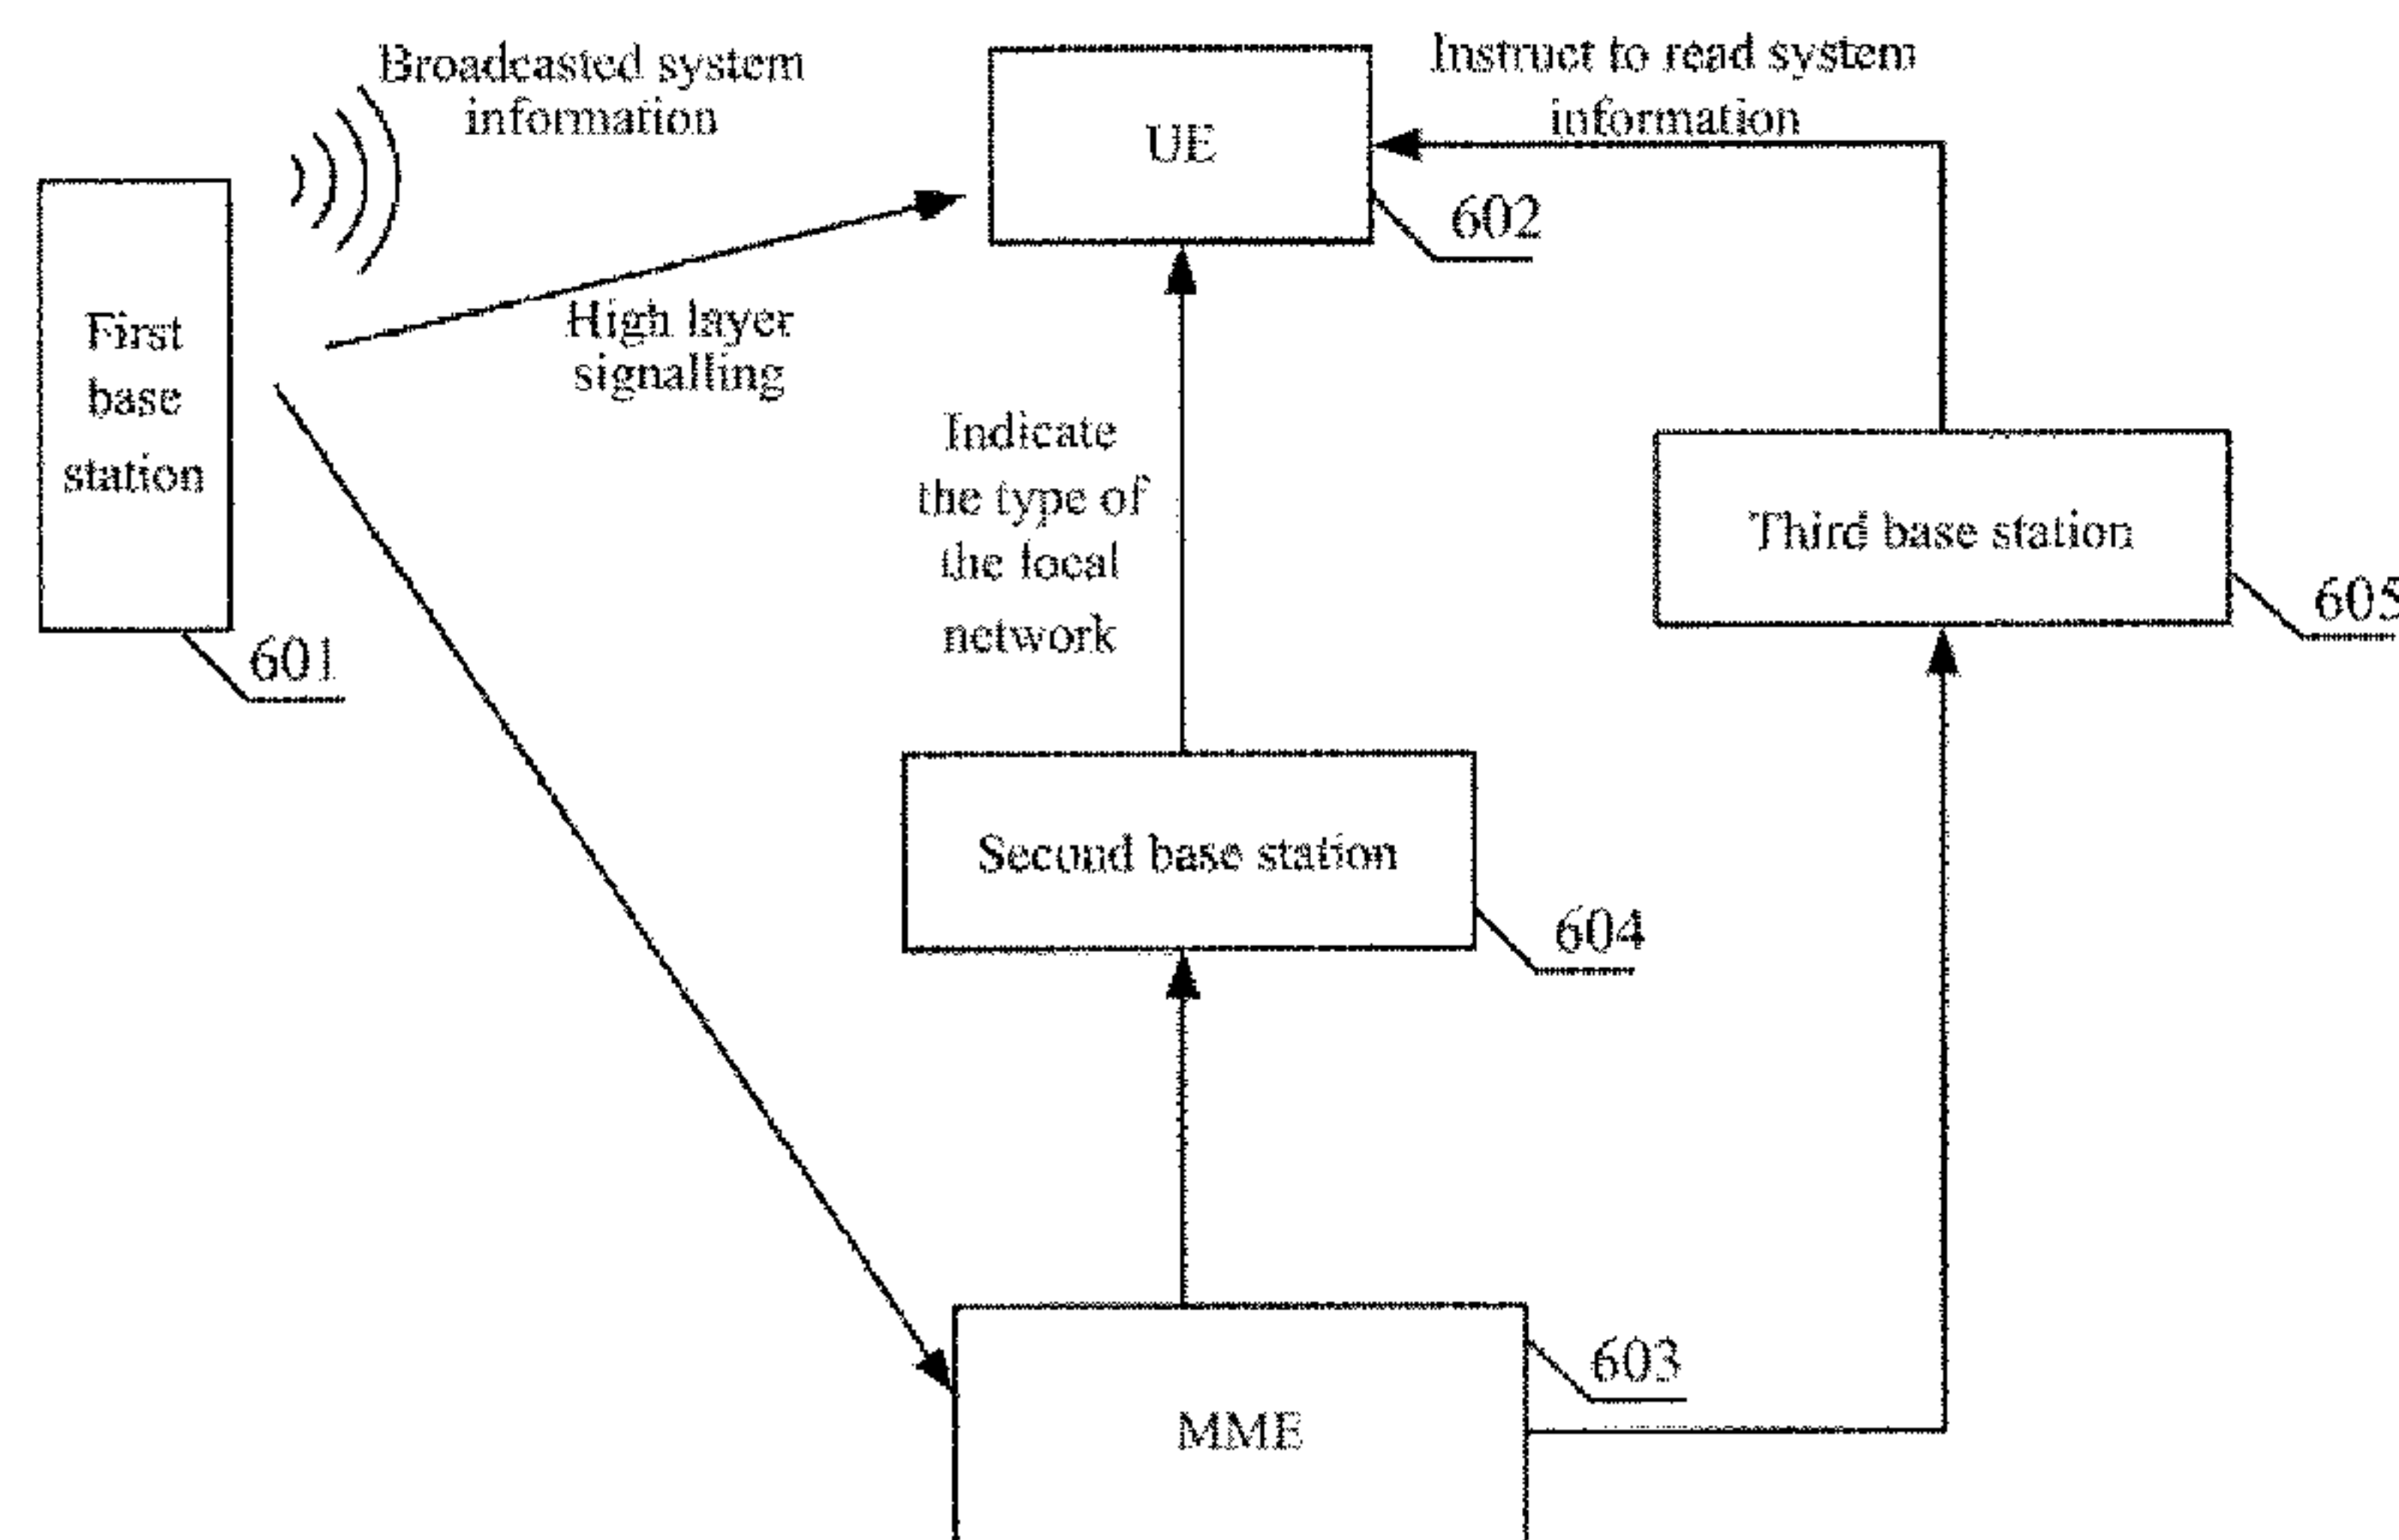 Broadcasted system
information
Instruct to read system
information
UE
602
First
base
station
High layer
signalling
601
Indicate
the type of
the local
network
Third base station
605
Second base station
604
603
MME